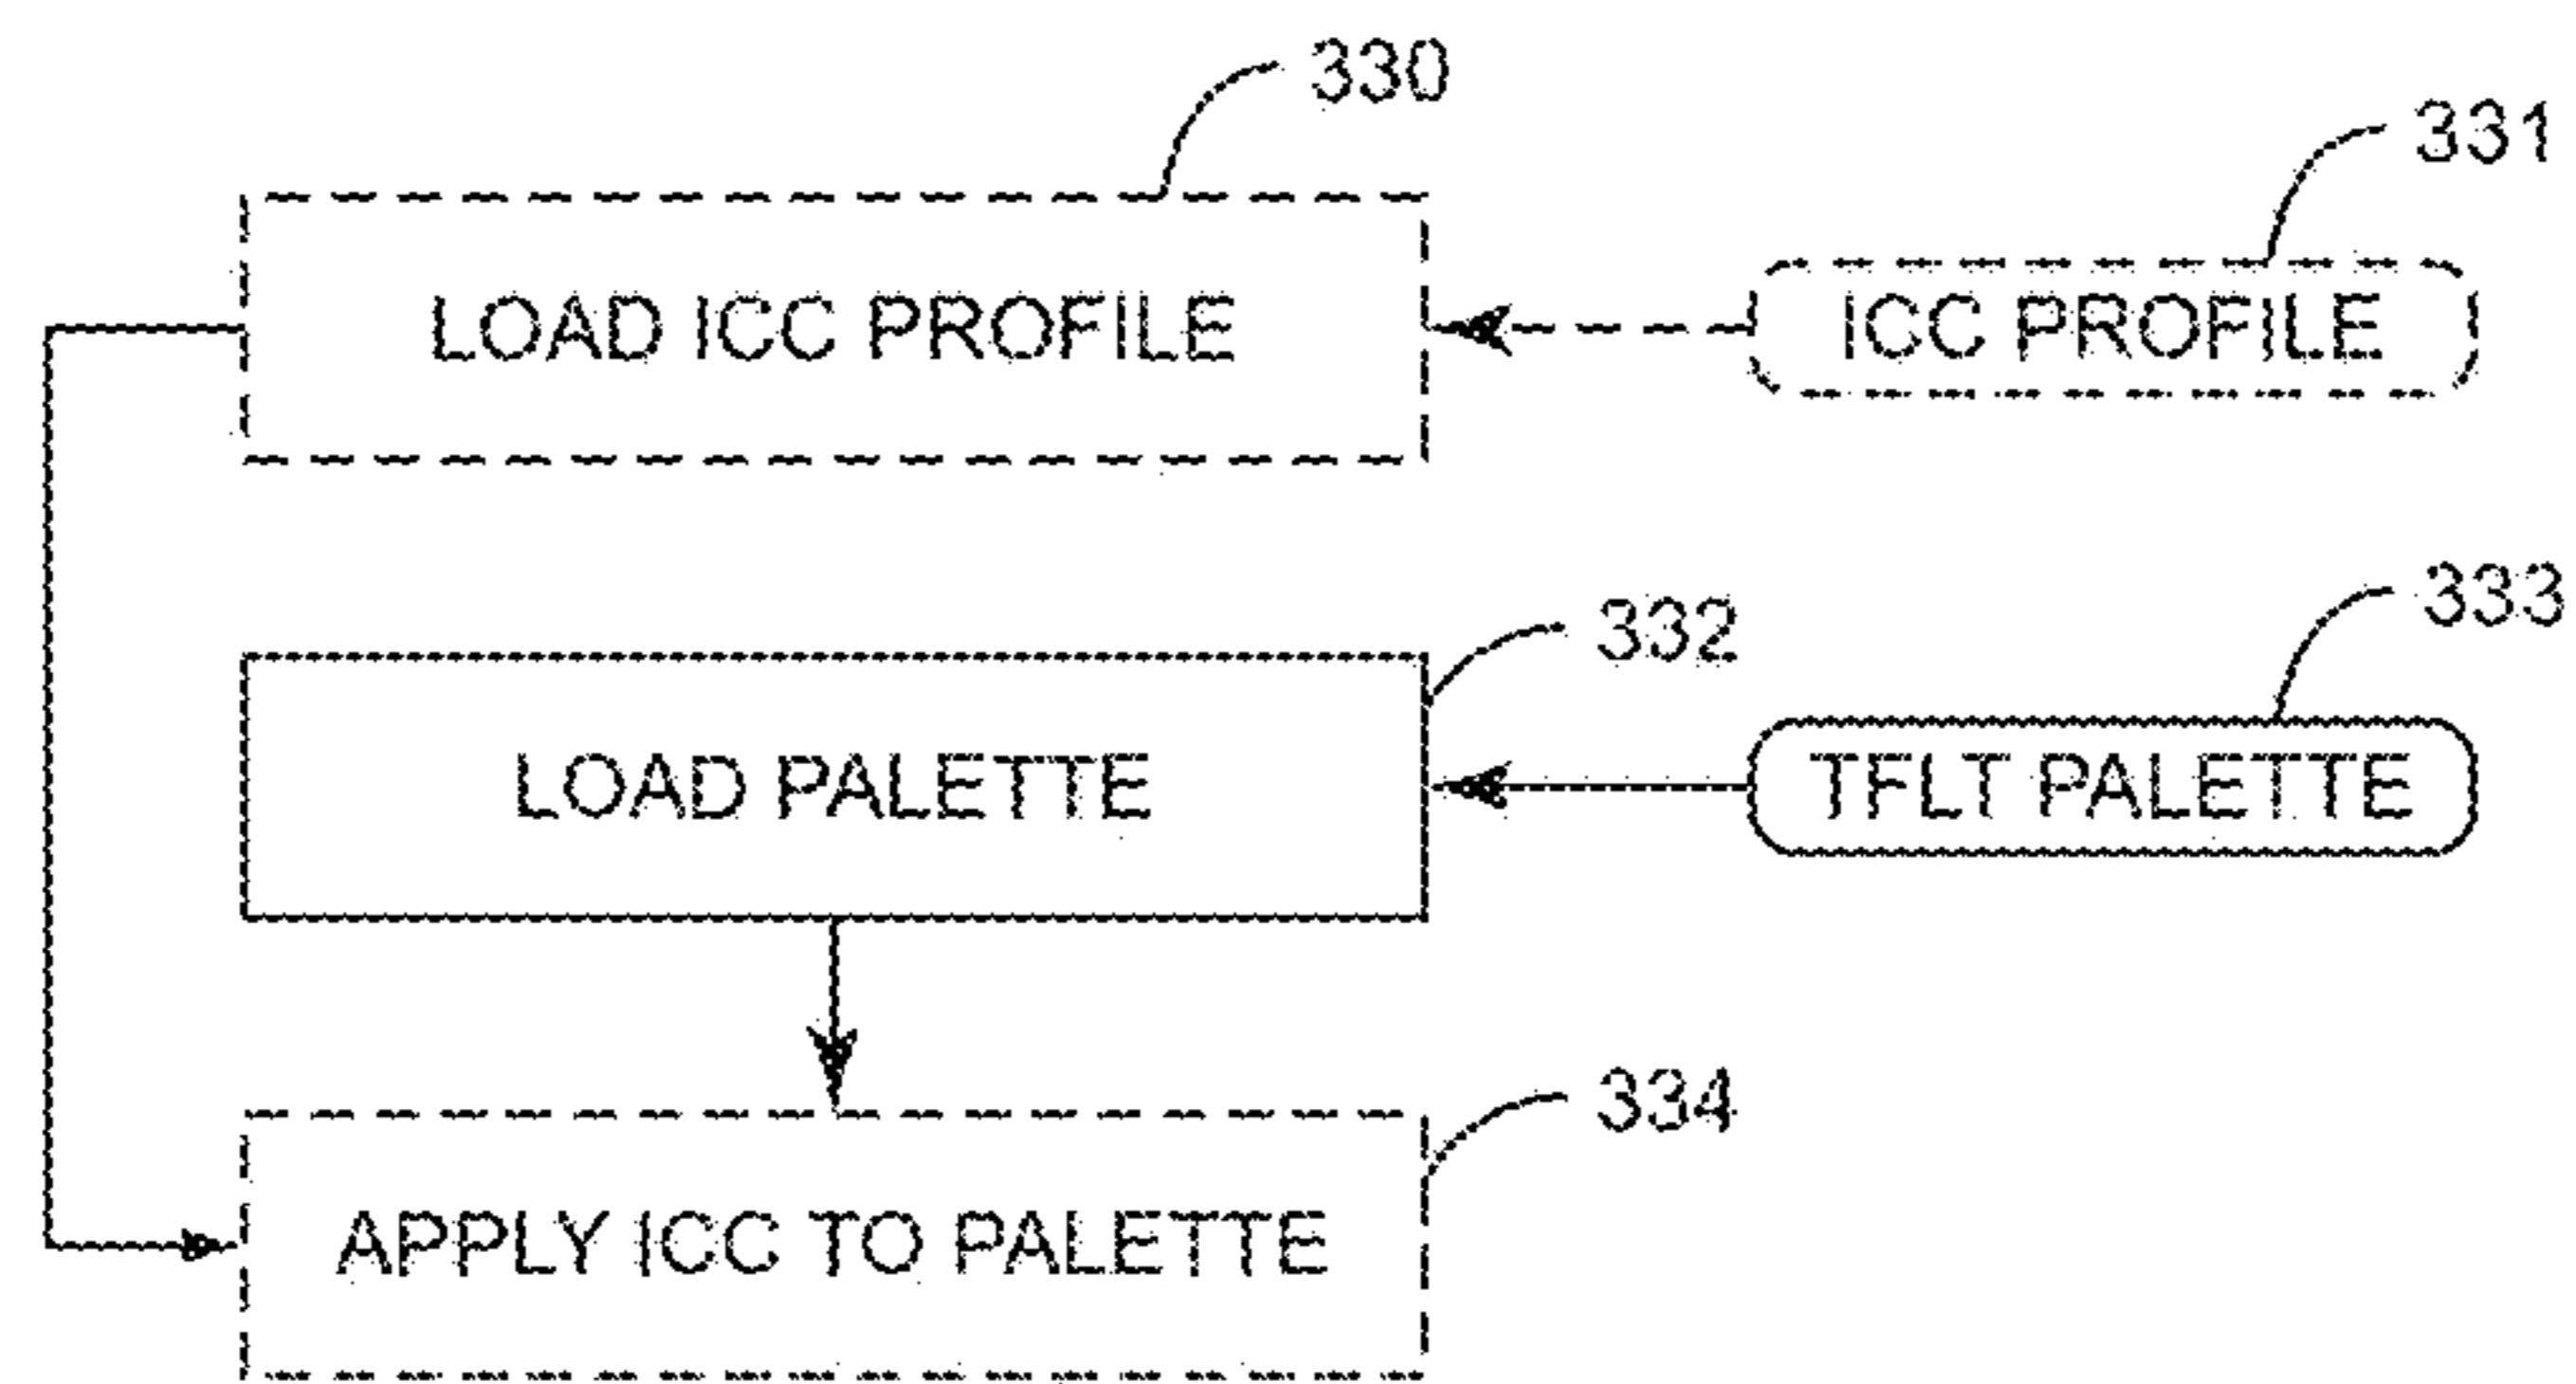 330
331
LOAD ICC PROFILE
ICC PROFILE
332
333
LOAD PALETTE
TFLT PALETTE
334
APPLY ICC TO PALETTE